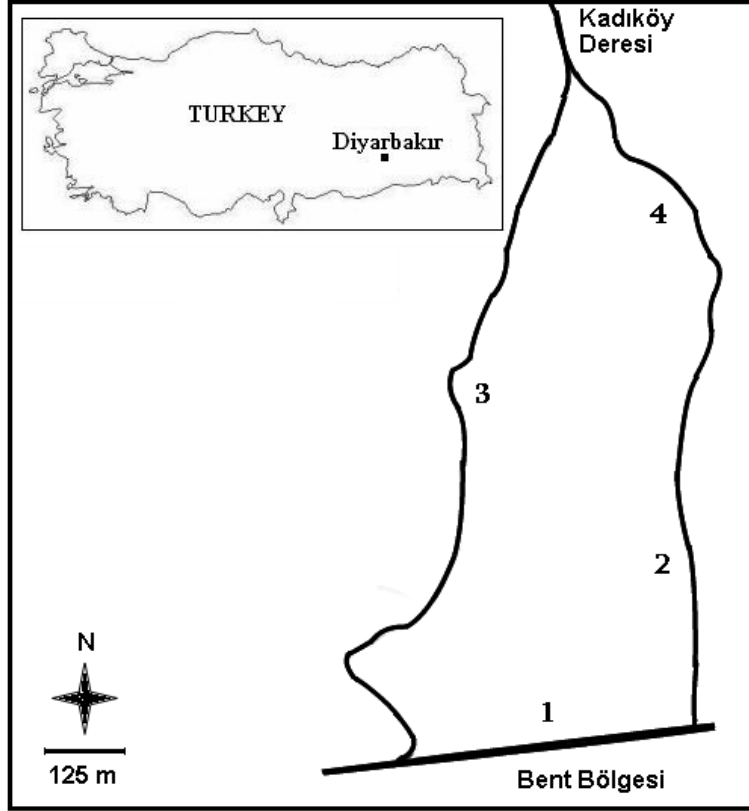 Kadıköy
Deresi
TURKEY
Diyarbakır
4
3
2
N
1
125 m
Bent Bölgesi